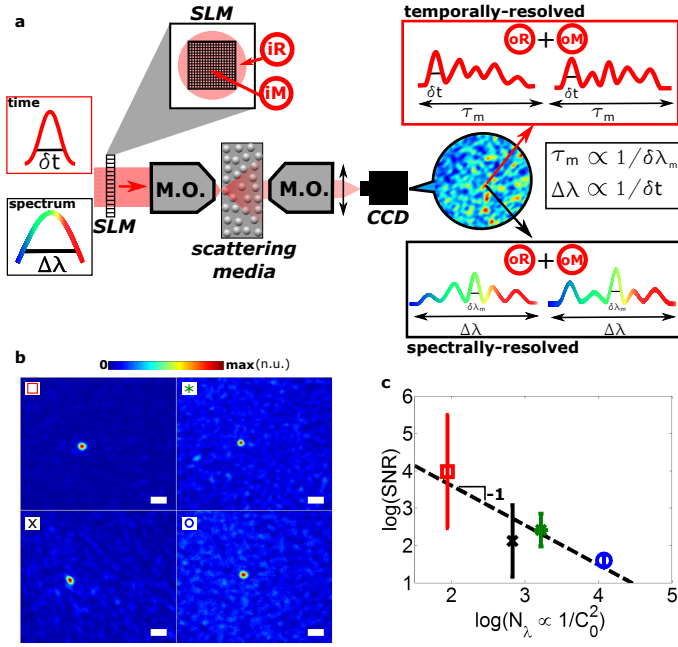 a
SLM
iR
iM
temporally-resolved
oR + oM
δt
δt
τm
τm
time
δt
spectrum
Δλ
SLM
M.O.
M.O.
scattering
media
CCD
τm ∝ 1/δλm
Δλ ∝ 1/δt
oR + oM
δλm
δλm
Δλ
Δλ
spectrally-resolved
b
0
max(n.u.)
c
6
5
4
3
2
1
-1
log(SNR)
2
3
4
5
log(Nλ ∝ 1/C₀²)